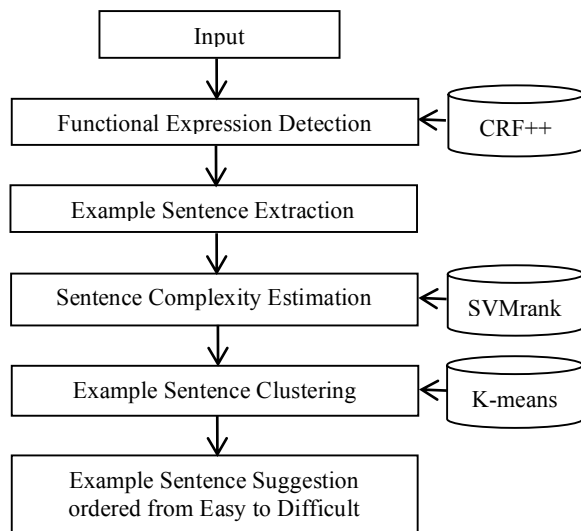 Input
Functional Expression Detection
CRF++
Example Sentence Extraction
Sentence Complexity Estimation
SVMrank
Example Sentence Clustering
K-means
Example Sentence Suggestion
ordered from Easy to Difficult